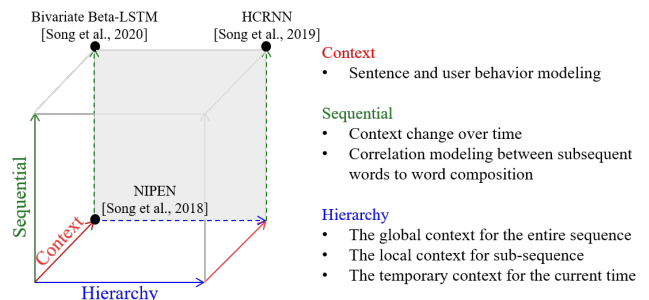 Bivariate Beta-LSTM
[Song et al., 2020]
HCRNN
[Song et al., 2019]
NIPEN
[Song et al., 2018]
Sequential
Context
Hierarchy
Context
• Sentence and user behavior modeling
Sequential
• Context change over time
• Correlation modeling between subsequent
words to word composition
Hierarchy
• The global context for the entire sequence
• The local context for sub-sequence
• The temporary context for the current time